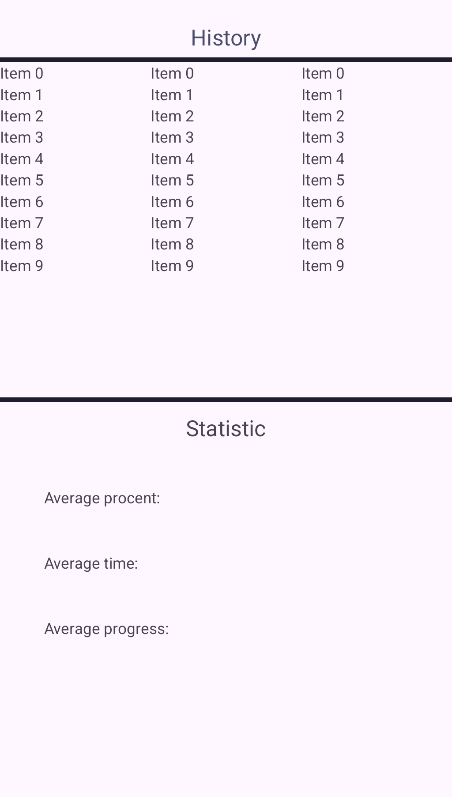 History
Item 0 Item 0 Item 0
Item 1 Item 1 Item 1
Item 2 Item 2 Item 2
Item 3 Item 3 Item 3
Item 4 Item 4 Item 4
Item 5 Item 5 Item 5
Item 6 Item 6 Item 6
Item 7 Item 7 Item 7
Item 8 Item 8 Item 8
Item 9 Item 9 Item 9
Statistic
Average procent:
Average time:
Average progress: